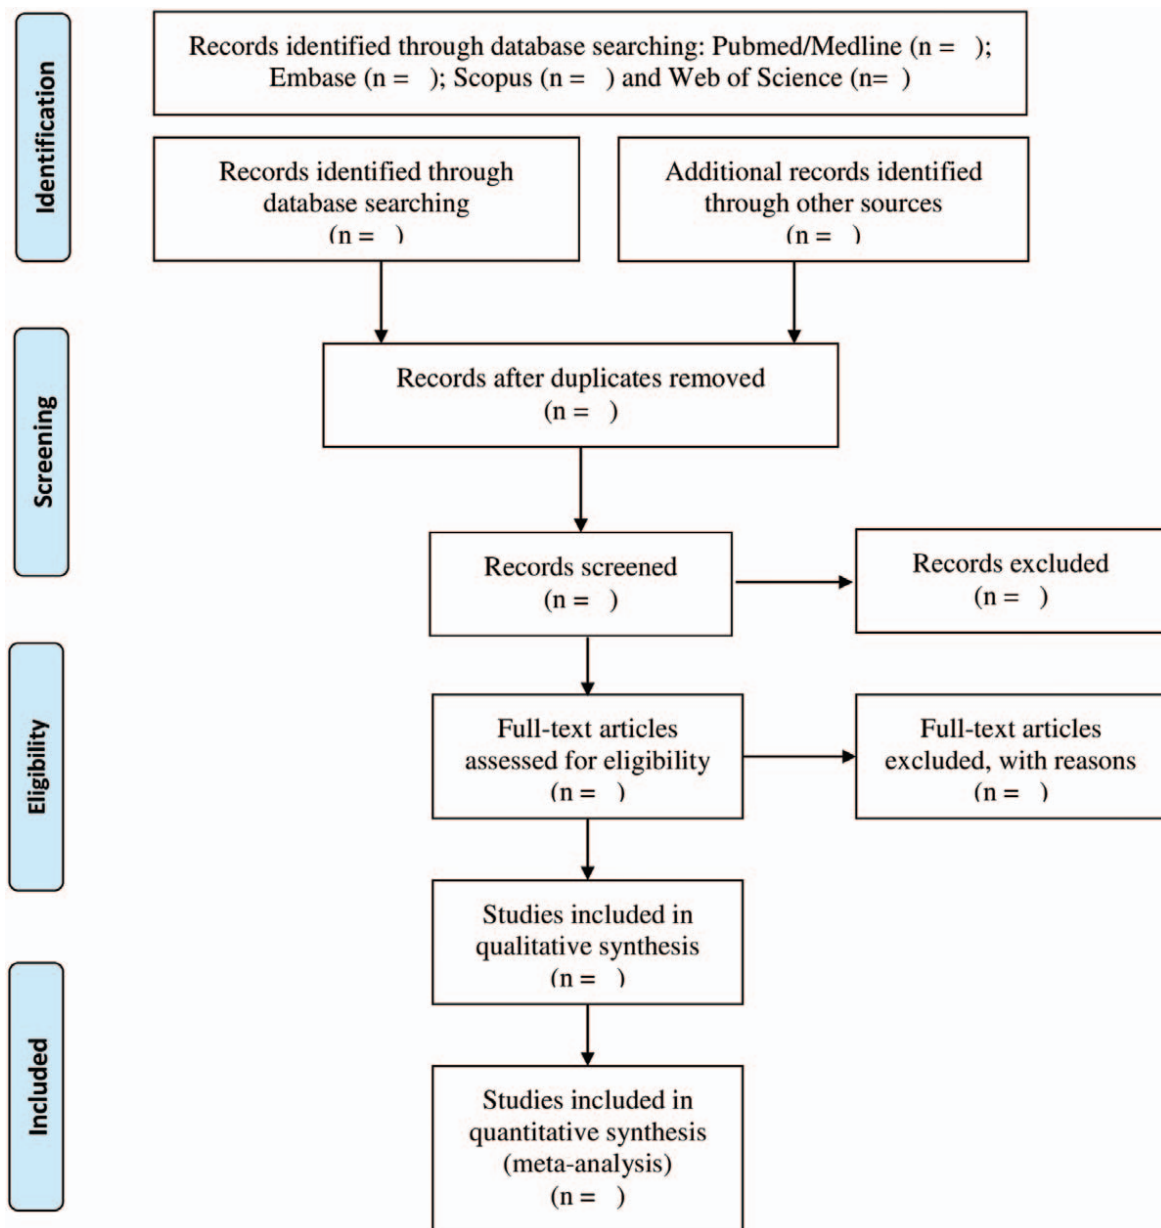 Identification
Records identified through database searching: Pubmed/Medline (n =   );
Embase (n =   ); Scopus (n =   ) and Web of Science (n=   )
Records identified through
database searching
(n =   )
Additional records identified
through other sources
(n =   )
Screening
Records after duplicates removed
(n =   )
Records screened
(n =   )
Records excluded
(n =   )
Eligibility
Full-text articles
assessed for eligibility
(n =   )
Full-text articles
excluded, with reasons
(n =   )
Studies included in
qualitative synthesis
(n =   )
Included
Studies included in
quantitative synthesis
(meta-analysis)
(n =   )